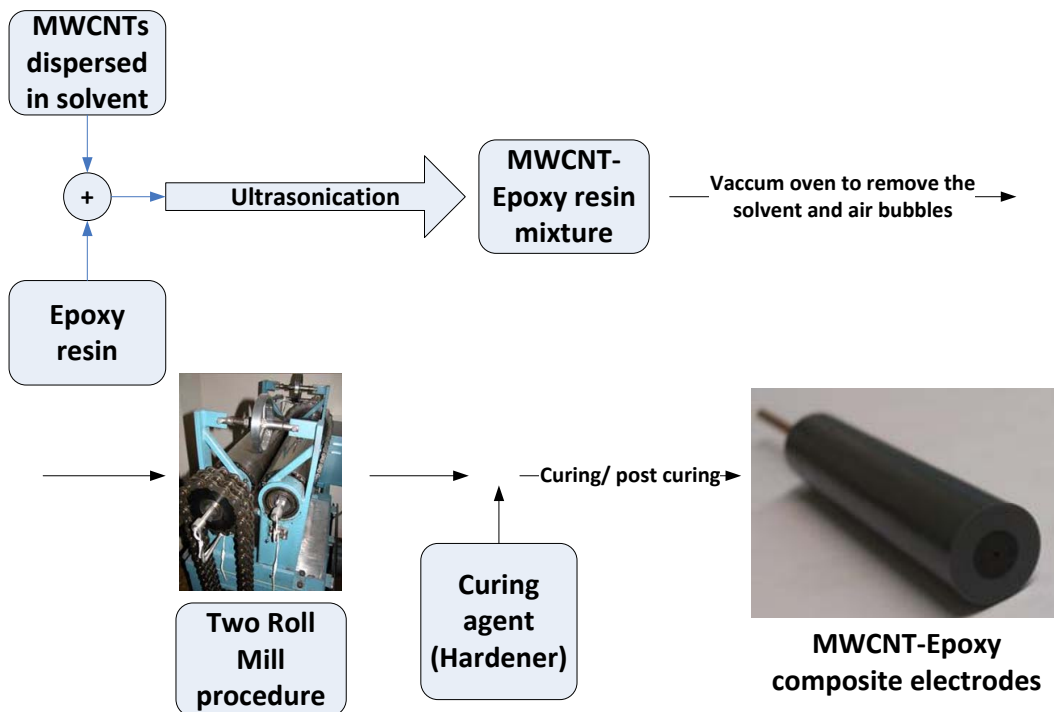 MWCNTs
dispersed
in solvent
+
Ultrasonication
MWCNT-
Epoxy resin
mixture
Vaccum oven to remove the
solvent and air bubbles
Epoxy
resin
Two Roll
Mill
procedure
Curing
agent
(Hardener)
Curing/ post curing
MWCNT-Epoxy
composite electrodes